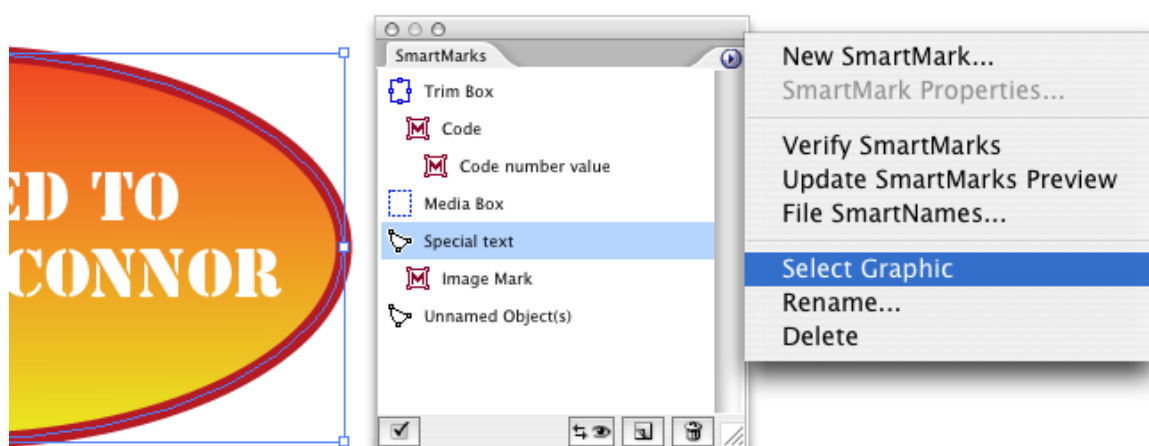 ED TO
CONNOR
SmartMarks
Trim Box
Code
Code number value
Media Box
Special text
Image Mark
Unnamed Object(s)
New SmartMark...
SmartMark Properties...
Verify SmartMarks
Update SmartMarks Preview
File SmartNames...
Select Graphic
Rename...
Delete